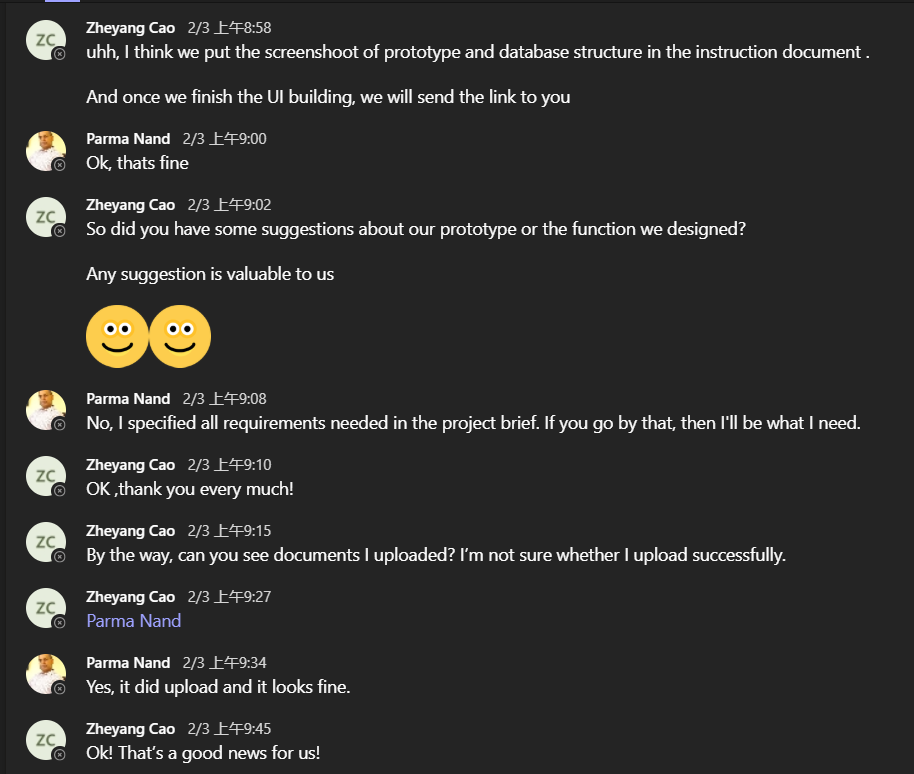 Zheyang Cao 2/3 上午8:58
uhh, I think we put the screenshoot of prototype and database structure in the instruction document .
And once we finish the UI building, we will send the link to you
Parma Nand 2/3 上午9:00
Ok, thats fine
Zheyang Cao 2/3 上午9:02
So did you have some suggestions about our prototype or the function we designed?
Any suggestion is valuable to us
Parma Nand 2/3 上午9:08
No, I specified all requirements needed in the project brief. If you go by that, then I'll be what I need.
Zheyang Cao 2/3 上午9:10
OK ,thank you every much!
Zheyang Cao 2/3 上午9:15
By the way, can you see documents I uploaded? I’m not sure whether I upload successfully.
Zheyang Cao 2/3 上午9:27
Parma Nand
Parma Nand 2/3 上午9:34
Yes, it did upload and it looks fine.
Zheyang Cao 2/3 上午9:45
Ok! That’s a good news for us!
ZC
ZC
ZC
ZC
ZC
ZC